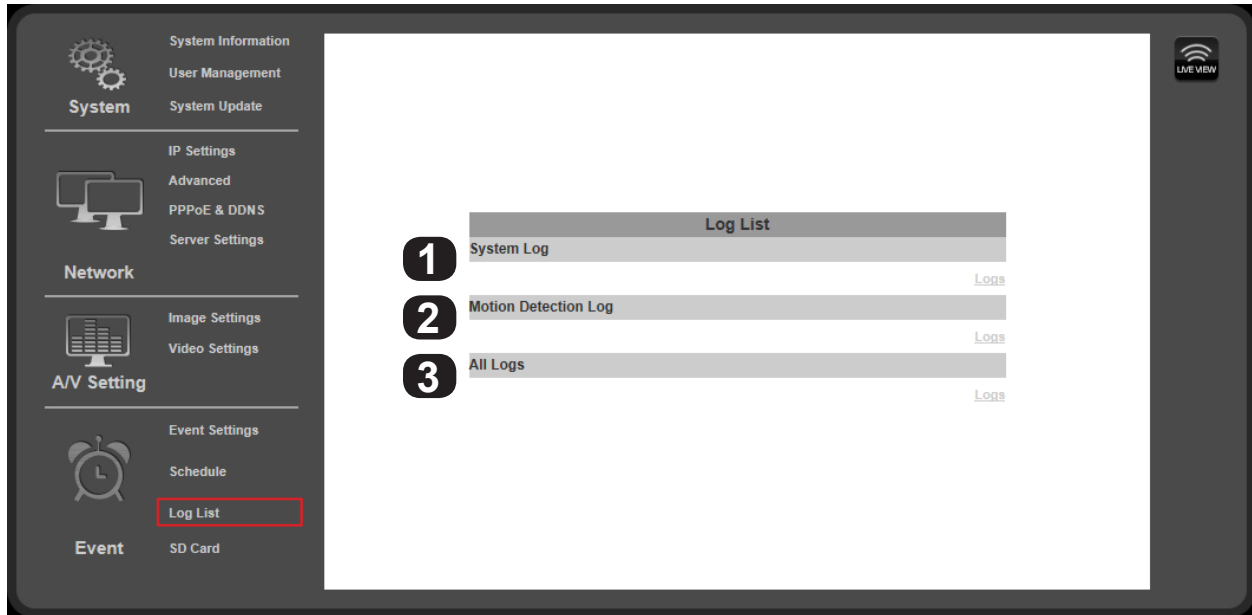 System Information
User Management
System
System Update
IP Settings
Advanced
PPPoE & DDNS
Server Settings
Network
Image Settings
Video Settings
A/V Setting
Event Settings
Schedule
Log List
Event
SD Card
Log List
1
System Log
Logs
2
Motion Detection Log
Logs
3
All Logs
Logs
LIVE VIEW